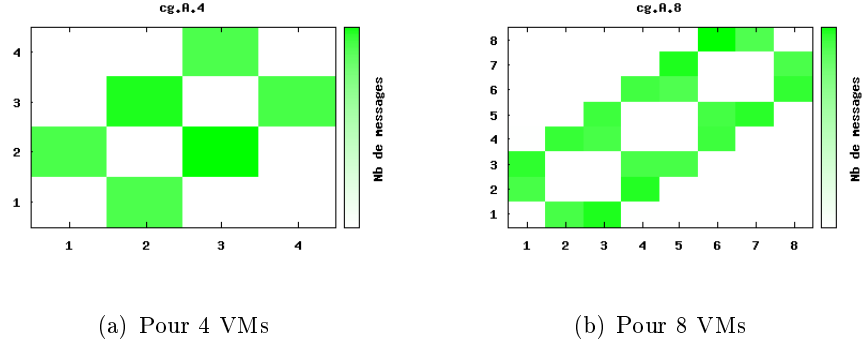 cg.A.4
4
3
2
1
1 2 3 4
Nb de messages
(a) Pour 4 VMs
cg.A.8
8
7
6
5
4
3
2
1
1 2 3 4 5 6 7 8
Nb de messages
(b) Pour 8 VMs